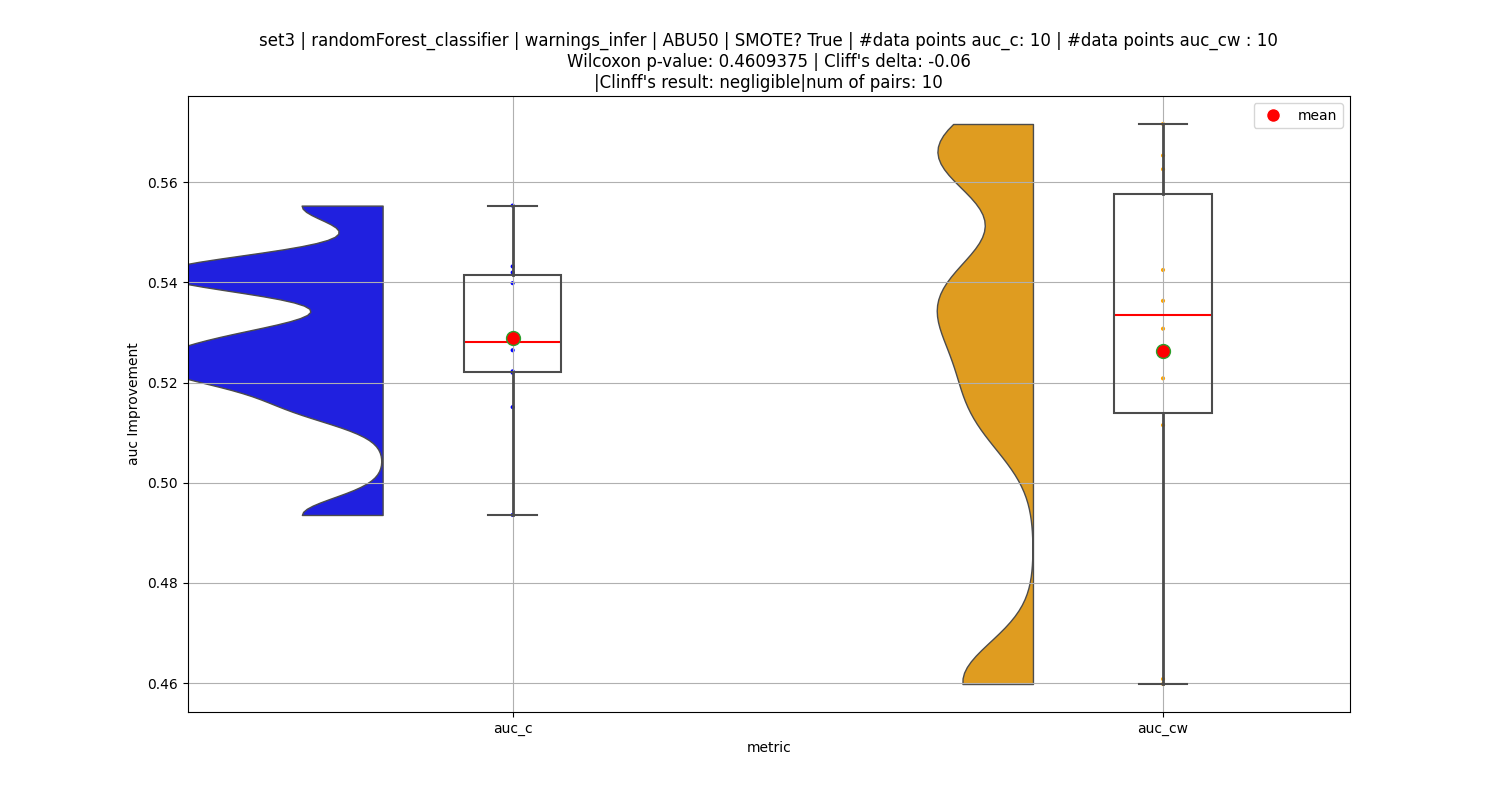 set3 | randomForest_classifier | warnings_infer | ABU50 | SMOTE? True | #data points auc_c: 10 | #data points auc_cw : 10
Wilcoxon p-value: 0.4609375 | Cliff's delta: -0.06
|Clinff's result: negligible|num of pairs: 10
mean
auc Improvement
0.56
0.54
0.52
0.50
0.48
0.46
auc_c
auc_cw
metric